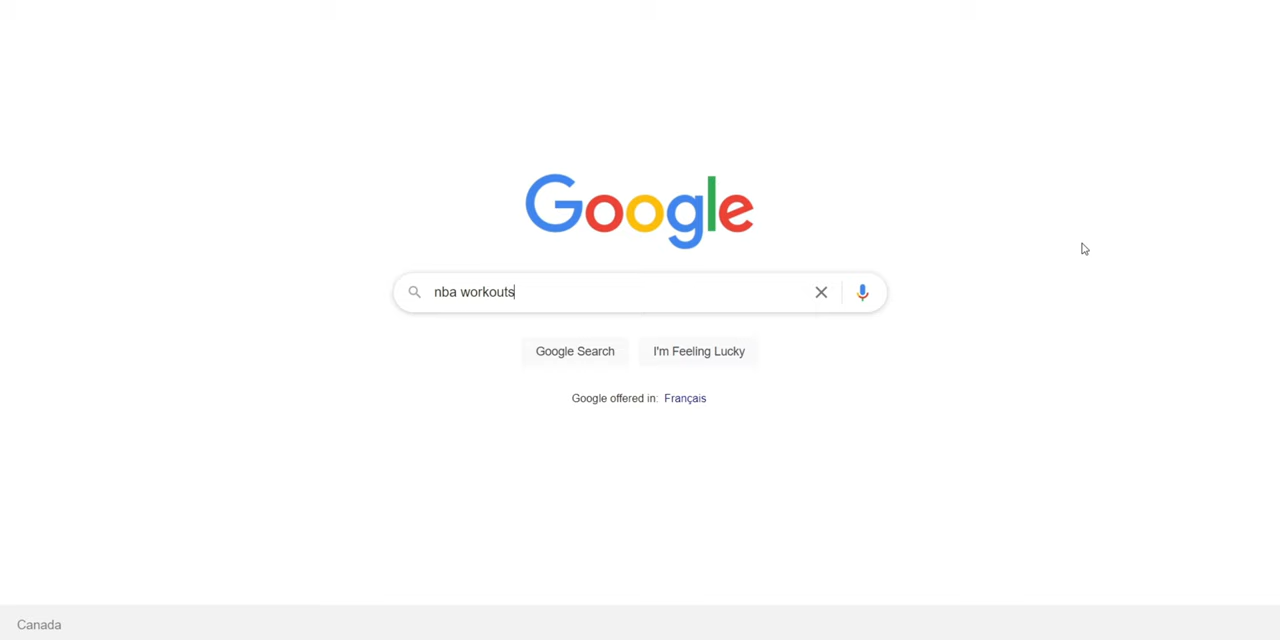 Google
nba workouts
Google Search
I'm Feeling Lucky
Google offered in: Français
Canada